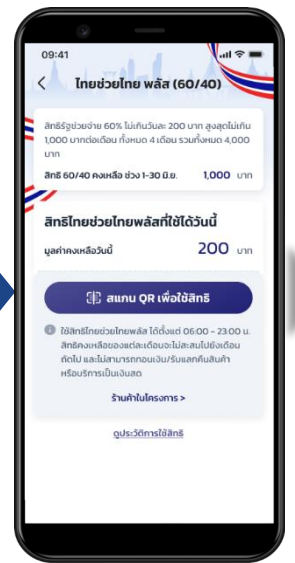 09:41
ไทยช่วยไทย พลัส (60/40)
สิทธิรัฐช่วยจ่าย 60% ไม่เกินวันละ 200 บาท สูงสุดไม่เกิน
1,000 บาทต่อเดือน ทั้งหมด 4 เดือน รวมทั้งหมด 4,000
บาท
สิทธิ 60/40 คงเหลือ ช่วง 1-30 มิ.ย. 1,000 บาท
สิทธิไทยช่วยไทยพลัสที่ใช้ได้วันนี้
มูลค่าคงเหลือวันนี้ 200 บาท
สแกน QR เพื่อใช้สิทธิ
ใช้สิทธิไทยช่วยไทยพลัส ได้ตั้งแต่ 06:00 - 23:00 น.
สิทธิคงเหลือของแต่ละเดือนจะไม่สะสมไปยังเดือน
ถัดไป และไม่สามารถทอนเงิน/รับแลกคืนสินค้า
หรือบริการเป็นเงินสด
ร้านค้าในโครงการ >
ดูประวัติการใช้สิทธิ